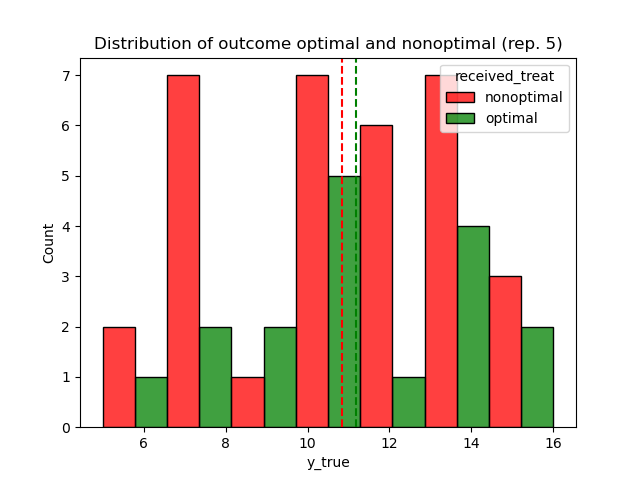 Distribution of outcome optimal and nonoptimal (rep. 5)
received_treat
nonoptimal
optimal
7
6
5
4
3
2
1
0
Count
6 8 10 12 14 16
y_true